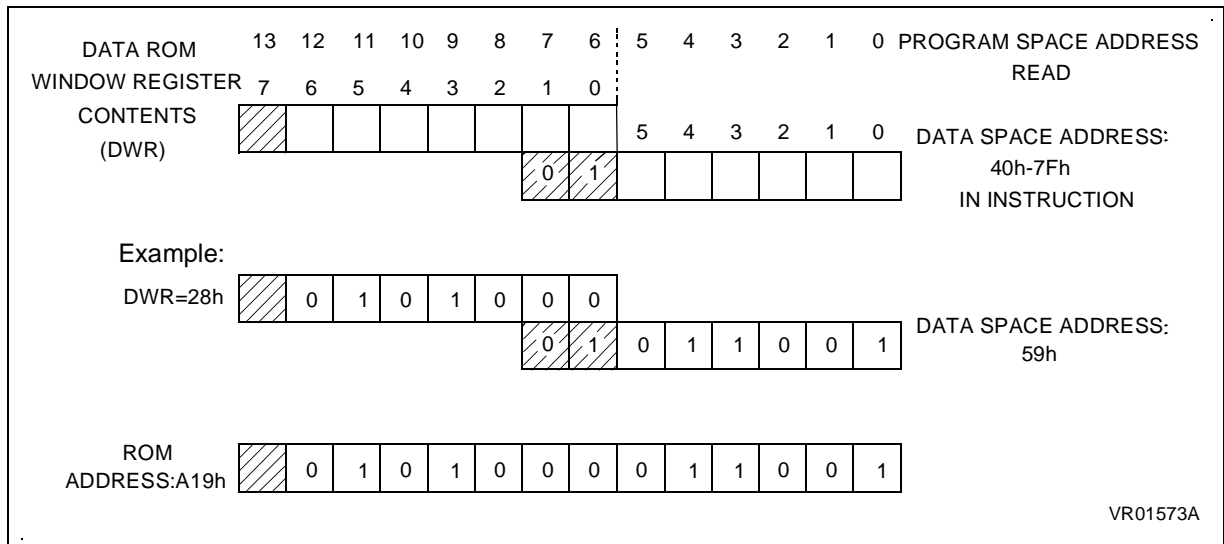 DATA ROM 13 12 11 10 9 8 7 6 5 4 3 2 1 0 PROGRAM SPACE ADDRESS
READ
WINDOW REGISTER 7 6 5 4 3 2 1 0
CONTENTS
(DWR)
5 4 3 2 1 0 DATA SPACE ADDRESS:
0 1 40h-7Fh
IN INSTRUCTION
Example:
DWR=28h 0 1 0 1 0 0 0
0 1 0 1 1 0 0 1 DATA SPACE ADDRESS:
59h
ROM
ADDRESS:A19h 0 1 0 1 0 0 0 0 1 1 0 0 1
VR01573A